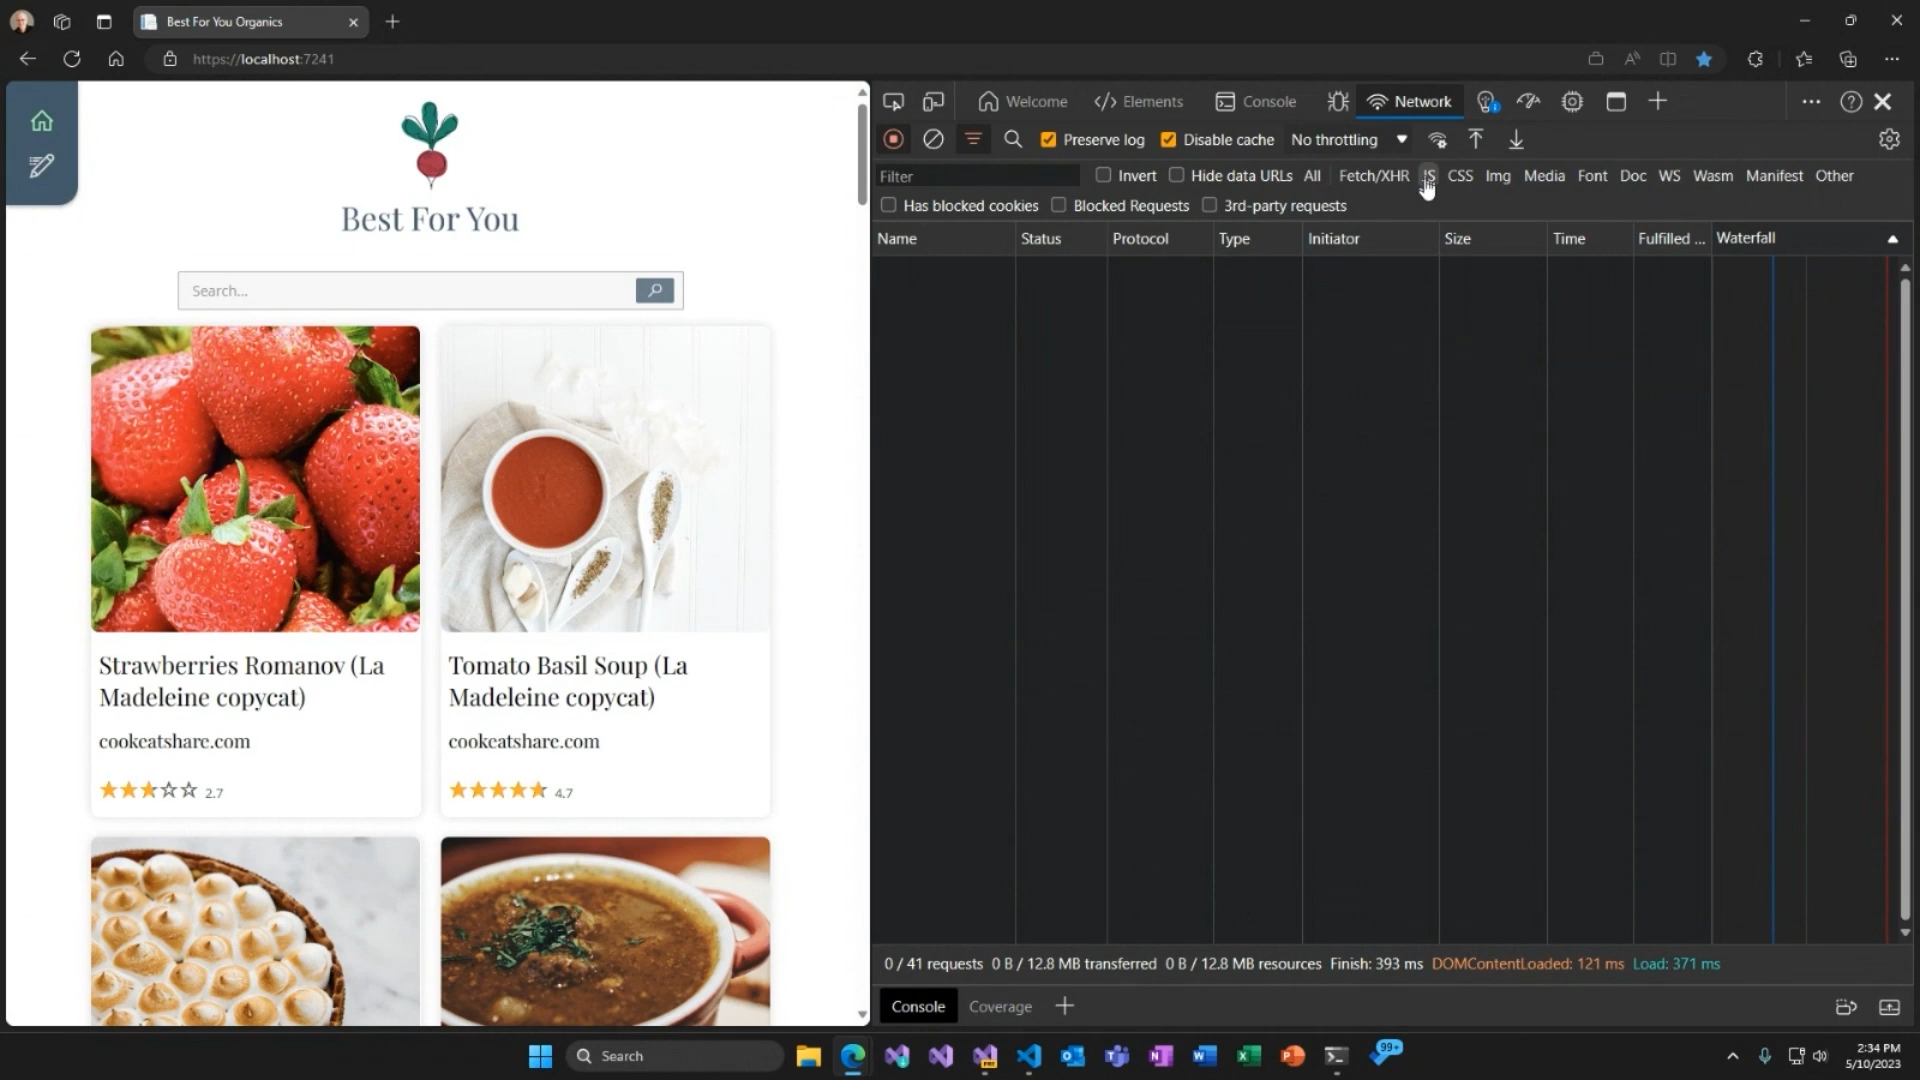 Best For You Organics
https://localhost:7241
Best For You
Search...
Strawberries Romanov (La
Madeleine copycat)
cookeatshare.com
2.7
Tomato Basil Soup (La
Madeleine copycat)
cookeatshare.com
4.7
Welcome
Elements
Console
Network
Preserve log
Disable cache
No throttling
Filter
Invert
Hide data URLs
All
Fetch/XHR
JS
CSS
Img
Media
Font
Doc
WS
Wasm
Manifest
Other
Has blocked cookies
Blocked Requests
3rd-party requests
Name
Status
Protocol
Type
Initiator
Size
Time
Fulfilled ...
Waterfall
0 / 41 requests
0 B / 12.8 MB transferred
0 B / 12.8 MB resources
Finish: 393 ms
DOMContentLoaded: 121 ms
Load: 371 ms
Console
Coverage
Search
99+
2:34 PM
5/10/2023